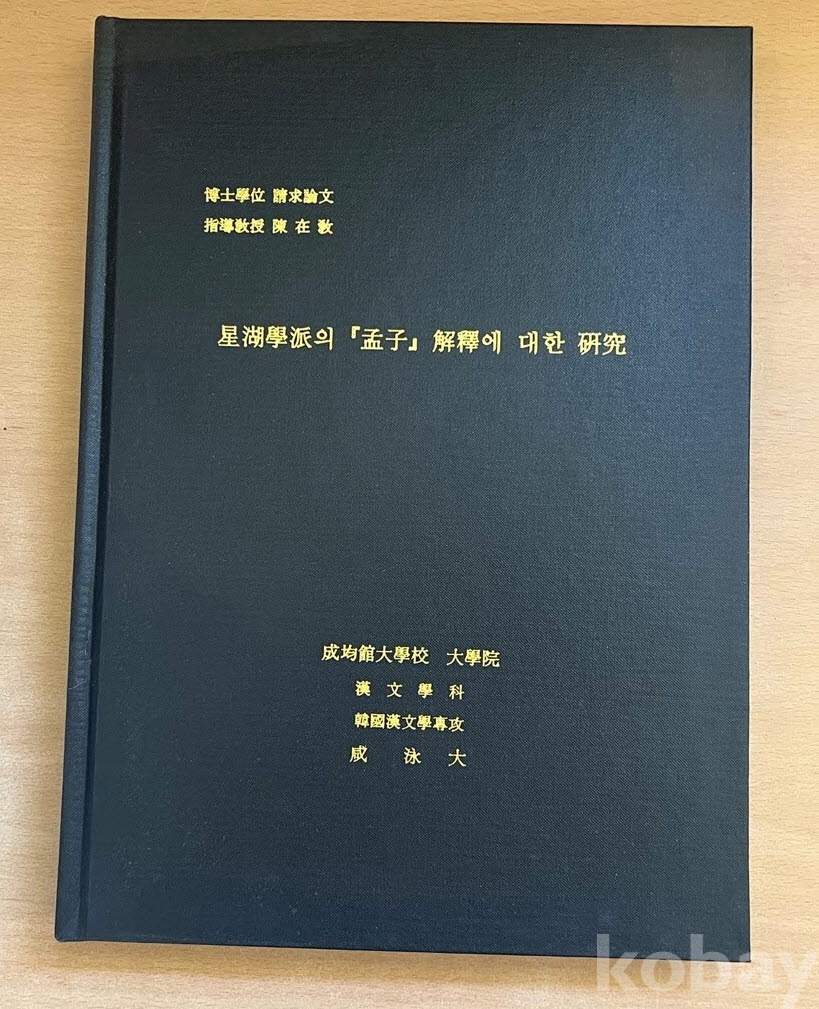 博士學位 請求論文
指導敎授 陳 在 敎
星湖學派의『孟子』解釋에 대한 硏究
成均館大學校 大學院
漢 文 學 科
韓國漢文學專攻
咸 泳 大
kobay